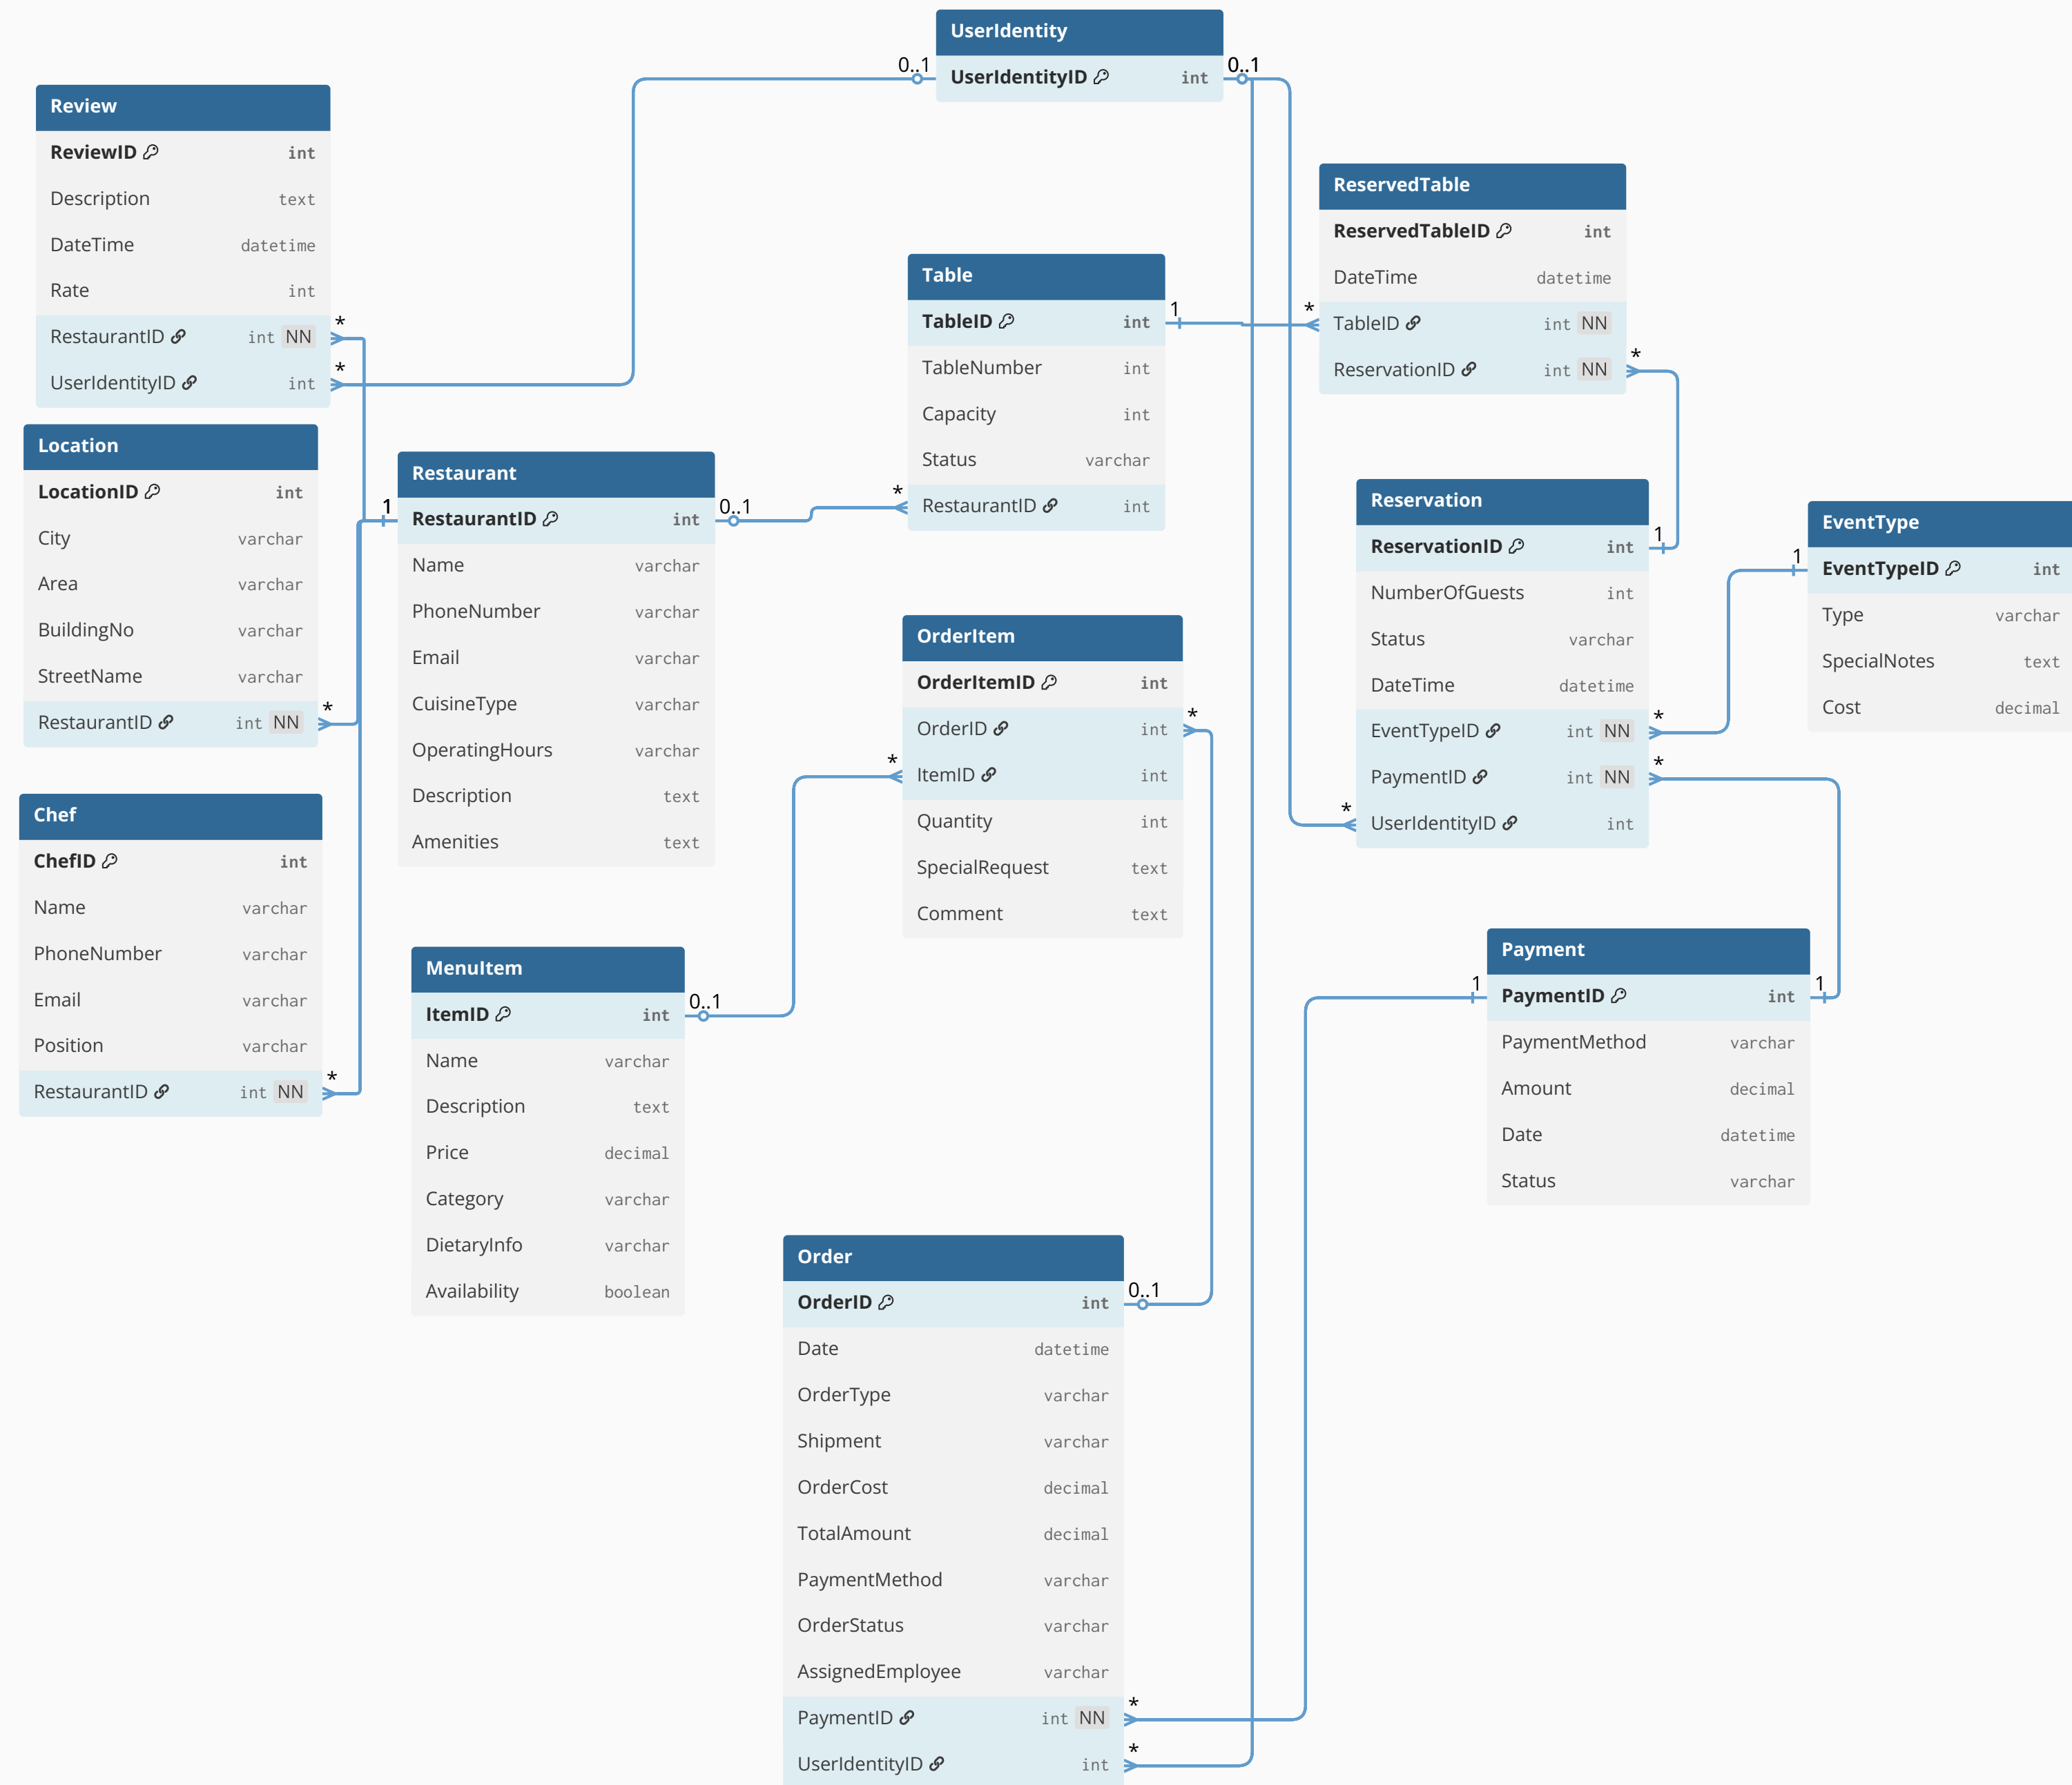 UserIdentity
0..1
UserIdentityID int
0..1
Review
ReviewID int
Description text
DateTime datetime
Rate int
RestaurantID int NN
*
UserIdentityID int
*
ReservedTable
ReservedTableID int
DateTime datetime
TableID int NN
*
ReservationID int NN
*
Table
TableID int
1
TableNumber int
Capacity int
Status varchar
RestaurantID int
*
Location
LocationID int
City varchar
Area varchar
BuildingNo varchar
StreetName varchar
RestaurantID int NN
*
Restaurant
1
RestaurantID int
0..1
Name varchar
PhoneNumber varchar
Email varchar
CuisineType varchar
OperatingHours varchar
Description text
Amenities text
Reservation
ReservationID int
1
NumberOfGuests int
Status varchar
DateTime datetime
EventTypeID int NN
*
PaymentID int NN
*
UserIdentityID int
*
EventType
1
EventTypeID int
Type varchar
SpecialNotes text
Cost decimal
OrderItem
OrderItemID int
OrderID int
*
ItemID int
*
Quantity int
SpecialRequest text
Comment text
Chef
ChefID int
Name varchar
PhoneNumber varchar
Email varchar
Position varchar
RestaurantID int NN
*
MenuItem
ItemID int
0..1
Name varchar
Description text
Price decimal
Category varchar
DietaryInfo varchar
Availability boolean
Payment
1
PaymentID int
1
PaymentMethod varchar
Amount decimal
Date datetime
Status varchar
Order
OrderID int
0..1
Date datetime
OrderType varchar
Shipment varchar
OrderCost decimal
TotalAmount decimal
PaymentMethod varchar
OrderStatus varchar
AssignedEmployee varchar
PaymentID int NN
*
UserIdentityID int
*